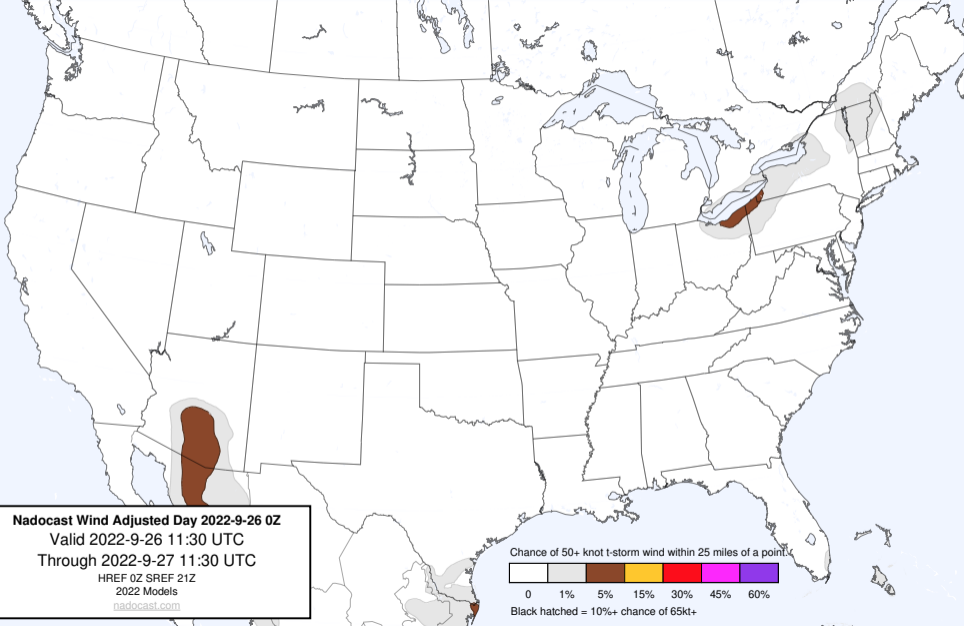 Nadocast Wind Adjusted Day 2022-9-26 0Z
Valid 2022-9-26 11:30 UTC
Through 2022-9-27 11:30 UTC
HREF 0Z SREF 21Z
2022 Models
nadocast.com
Chance of 50+ knot t-storm wind within 25 miles of a point.
0 1% 5% 15% 30% 45% 60%
Black hatched = 10%+ chance of 65kt+